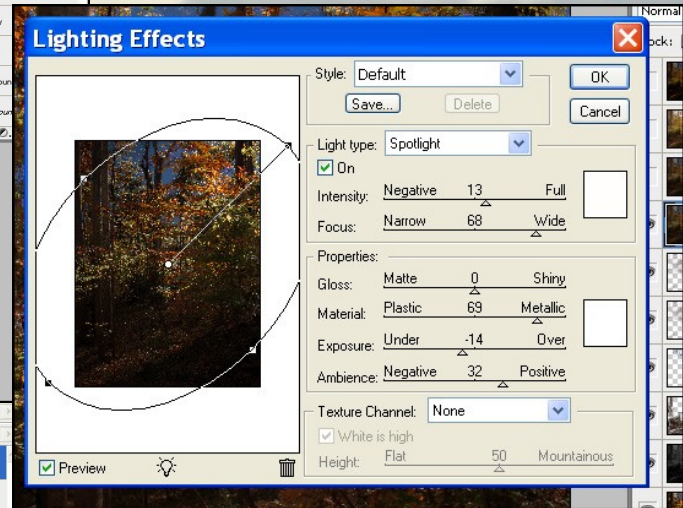 Normal
Lighting Effects
ock:
Style: Default
OK
Save... Delete
Cancel
Light type: Spotlight
On
Intensity: Negative 13 Full
Focus: Narrow 68 Wide
Properties:
Gloss: Matte 0 Shiny
Material: Plastic 69 Metallic
Exposure: Under -14 Over
Ambience: Negative 32 Positive
Texture Channel: None
White is high
Height: Flat 50 Mountainous
Preview